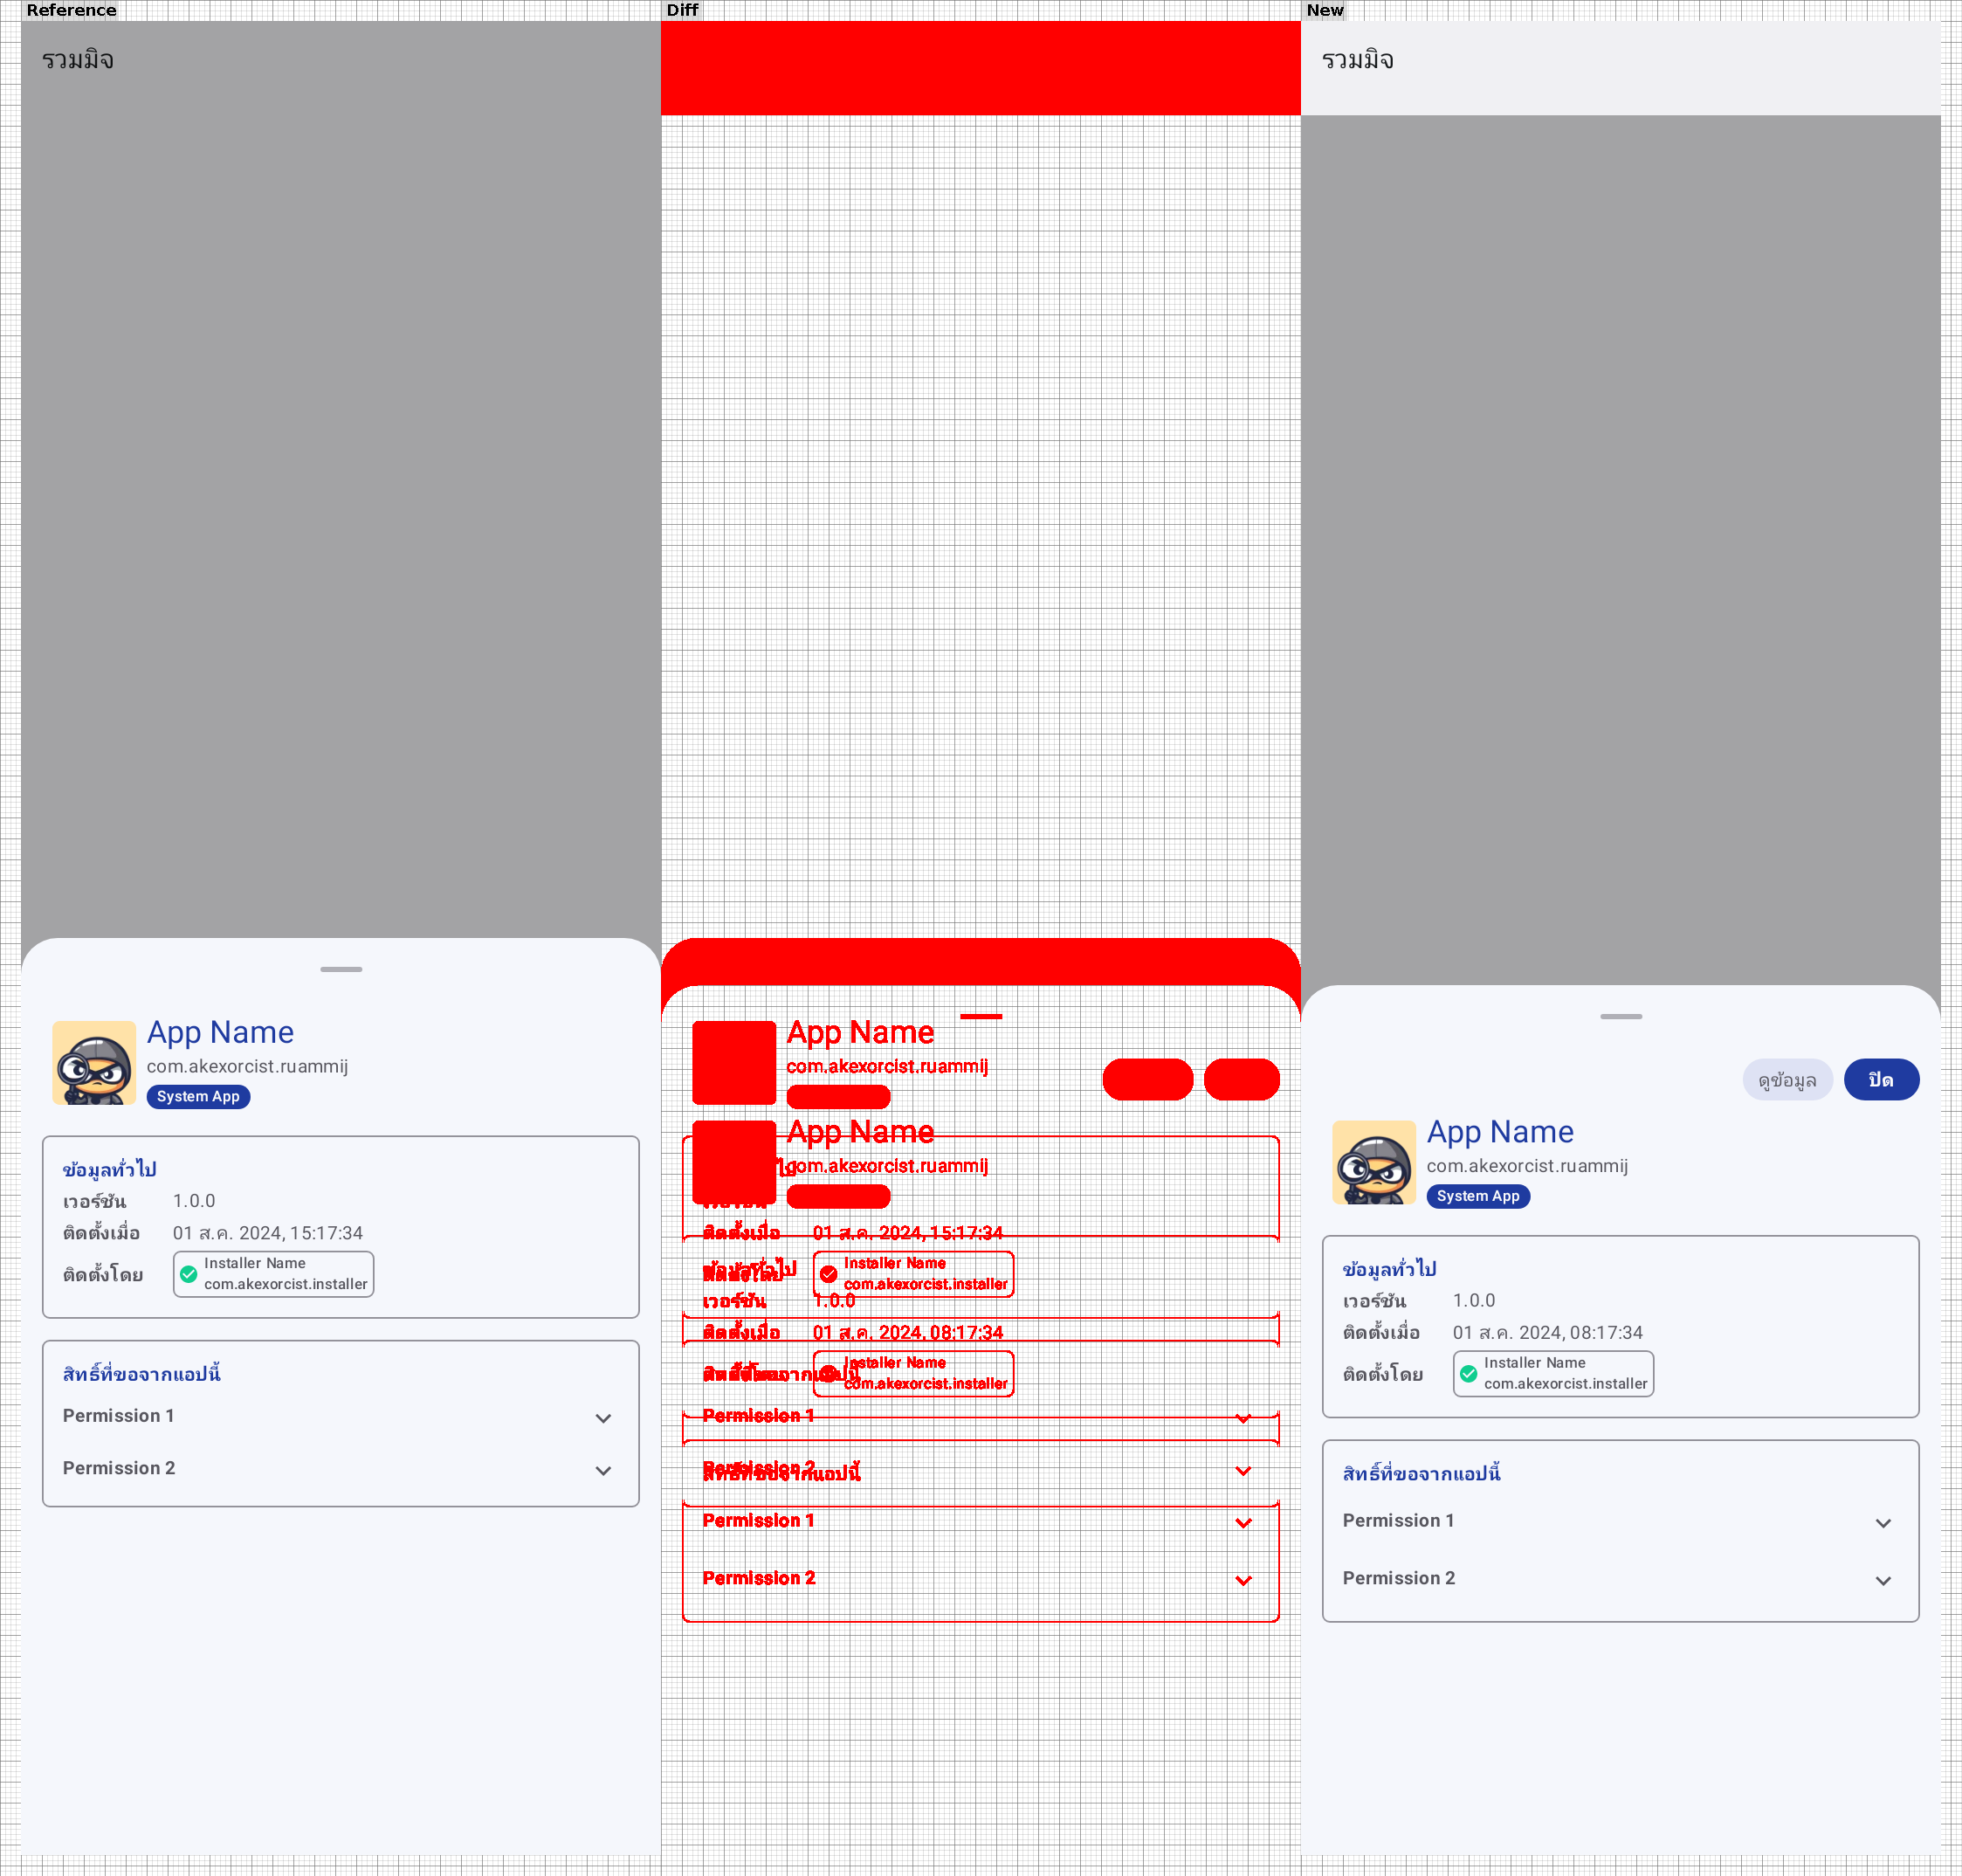 Reference
รวมมิจ
App Name
com.akexorcist.ruammij
System App
ข้อมูลทั่วไป
เวอร์ชัน 1.0.0
ติดตั้งเมื่อ 01 ส.ค. 2024, 15:17:34
ติดตั้งโดย Installer Name
com.akexorcist.installer
สิทธิ์ที่ขอจากแอปนี้
Permission 1
Permission 2
Diff
App Name
com.akexorcist.ruammij
App Name
com.akexorcist.ruammij
ติดตั้งเมื่อ 01 ส.ค. 2024, 15:17:34
Installer Name
com.akexorcist.installer
เวอร์ชัน 1.0.0
ติดตั้งเมื่อ 01 ส.ค. 2024, 08:17:34
Installer Name
com.akexorcist.installer
Permission 1
Permission 2
สิทธิ์ที่ขอจากแอปนี้
Permission 1
Permission 2
New
รวมมิจ
ดูข้อมูล ปิด
App Name
com.akexorcist.ruammij
System App
ข้อมูลทั่วไป
เวอร์ชัน 1.0.0
ติดตั้งเมื่อ 01 ส.ค. 2024, 08:17:34
ติดตั้งโดย Installer Name
com.akexorcist.installer
สิทธิ์ที่ขอจากแอปนี้
Permission 1
Permission 2